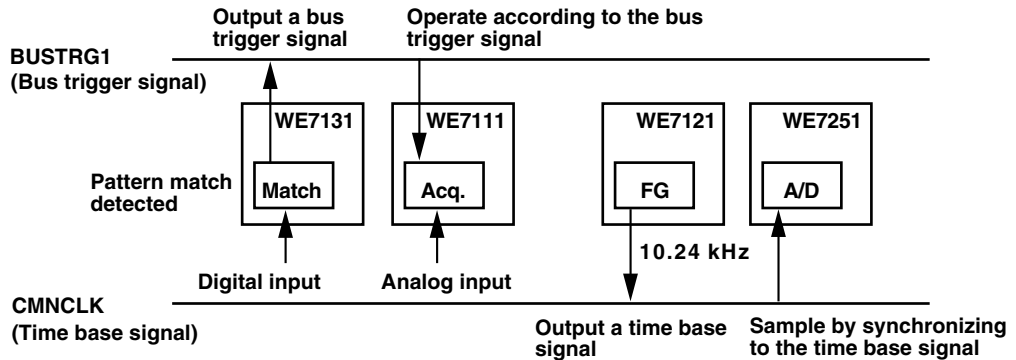 Output a bus
trigger signal
Operate according to the bus
trigger signal
BUSTRG1
(Bus trigger signal)
WE7131
WE7111
WE7121
WE7251
Pattern match
detected
Match
Acq.
FG
A/D
10.24 kHz
Digital input
Analog input
CMNCLK
(Time base signal)
Output a time base
signal
Sample by synchronizing
to the time base signal